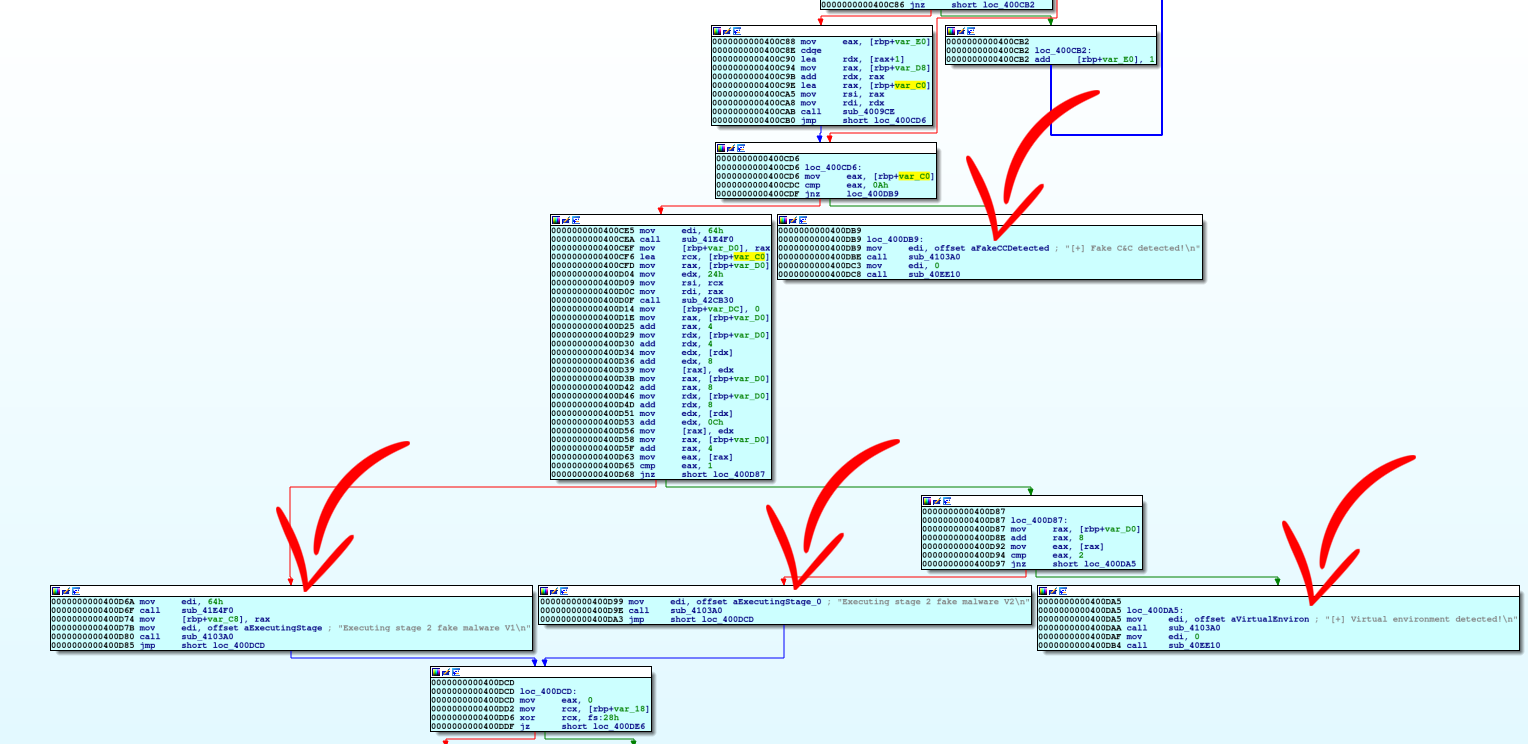 0000000000400C86 jnz     short loc_400CB2
0000000000400C88 mov     eax, [rbp+var_E0]
0000000000400C8E cdqe
0000000000400C90 lea     rdx, [rax+1]
0000000000400C94 mov     rax, [rbp+var_D8]
0000000000400C9B add     rdx, rax
0000000000400C9E lea     rax, [rbp+var_C0]
0000000000400CA5 mov     rsi, rax
0000000000400CA8 mov     rdi, rdx
0000000000400CAB call    sub_4009CE
0000000000400CB0 jmp     short loc_400CD6
0000000000400CB2
0000000000400CB2 loc_400CB2:
0000000000400CB2 add     [rbp+var_E0], 1
0000000000400CD6
0000000000400CD6 loc_400CD6:
0000000000400CD6 mov     eax, [rbp+var_C0]
0000000000400CDC cmp     eax, 0Ah
0000000000400CDF jnz     loc_400DB9
0000000000400CE5 mov     edi, 64h
0000000000400CEA call    sub_41E4F0
0000000000400CEF mov     [rbp+var_D0], rax
0000000000400CF6 lea     rcx, [rbp+var_C0]
0000000000400CFD mov     rax, [rbp+var_D0]
0000000000400D04 mov     edx, 24h
0000000000400D09 mov     rsi, rcx
0000000000400D0C mov     rdi, rax
0000000000400D0F call    sub_42CB30
0000000000400D14 mov     [rbp+var_DC], 0
0000000000400D1E mov     rax, [rbp+var_D0]
0000000000400D25 add     rax, 4
0000000000400D29 mov     rdx, [rbp+var_D0]
0000000000400D30 add     rdx, 4
0000000000400D34 mov     edx, [rdx]
0000000000400D36 add     edx, 8
0000000000400D39 mov     [rax], edx
0000000000400D3B mov     rax, [rbp+var_D0]
0000000000400D42 add     rax, 8
0000000000400D46 mov     rdx, [rbp+var_D0]
0000000000400D4D add     rdx, 8
0000000000400D51 mov     edx, [rdx]
0000000000400D53 add     edx, 0Ch
0000000000400D56 mov     [rax], edx
0000000000400D58 mov     rax, [rbp+var_D0]
0000000000400D5F add     rax, 4
0000000000400D63 mov     eax, [rax]
0000000000400D65 cmp     eax, 1
0000000000400D68 jnz     short loc_400D87
0000000000400DB9
0000000000400DB9 loc_400DB9:
0000000000400DB9 mov     edi, offset aFakeCCDetected ; "[+] Fake C&C detected!\n"
0000000000400DBE call    sub_4103A0
0000000000400DC3 mov     edi, 0
0000000000400DC8 call    sub_40EE10
0000000000400D87
0000000000400D87 loc_400D87:
0000000000400D87 mov     rax, [rbp+var_D0]
0000000000400D8E add     rax, 8
0000000000400D92 mov     eax, [rax]
0000000000400D94 cmp     eax, 2
0000000000400D97 jnz     short loc_400DA5
0000000000400D6A mov     edi, 64h
0000000000400D6F call    sub_41E4F0
0000000000400D74 mov     [rbp+var_C8], rax
0000000000400D7B mov     edi, offset aExecutingStage ; "Executing stage 2 fake malware V1\n"
0000000000400D80 call    sub_4103A0
0000000000400D85 jmp     short loc_400DCD
0000000000400D99 mov     edi, offset aExecutingStage_0 ; "Executing stage 2 fake malware V2\n"
0000000000400D9E call    sub_4103A0
0000000000400DA3 jmp     short loc_400DCD
0000000000400DA5
0000000000400DA5 loc_400DA5:
0000000000400DA5 mov     edi, offset aVirtualEnviron ; "[+] Virtual environment detected!\n"
0000000000400DAA call    sub_4103A0
0000000000400DAF mov     edi, 0
0000000000400DB4 call    sub_40EE10
0000000000400DCD
0000000000400DCD loc_400DCD:
0000000000400DCD mov     eax, 0
0000000000400DD2 mov     rcx, [rbp+var_18]
0000000000400DD6 xor     rcx, fs:28h
0000000000400DDF jz      short loc_400DE6